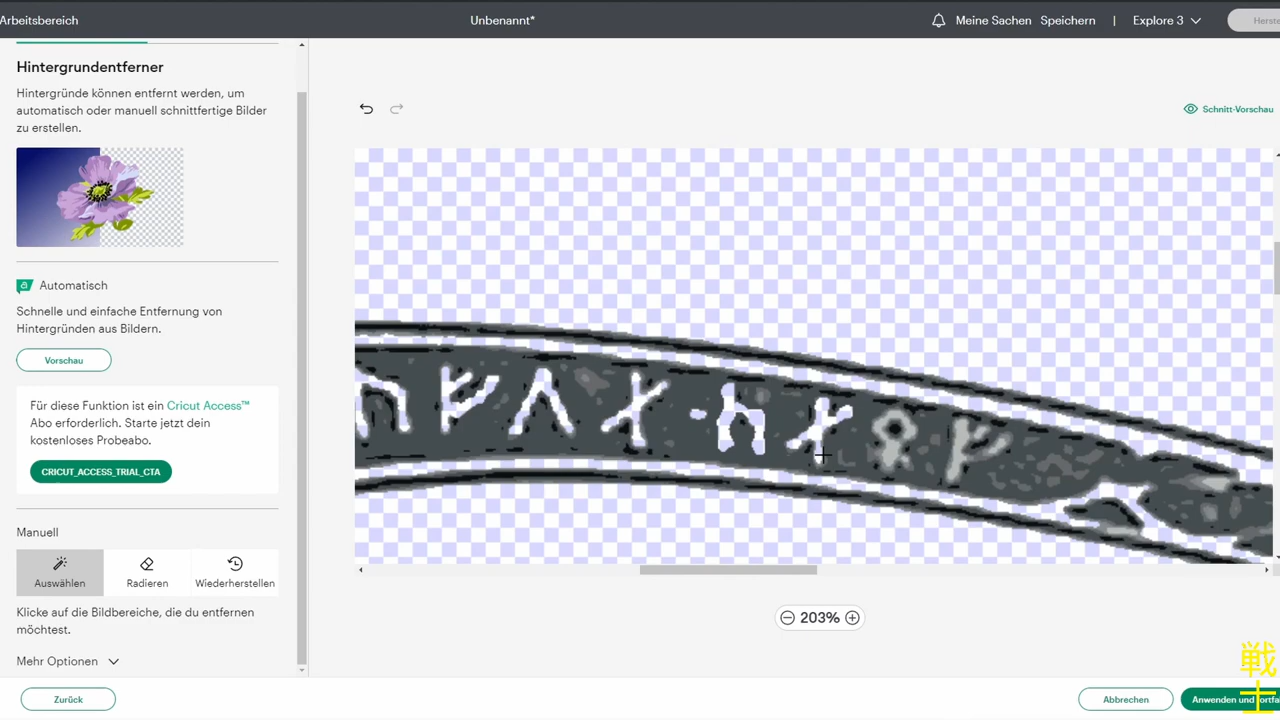 Arbeitsbereich
Unbenannt*
Meine Sachen
Speichern
|
Explore 3
Herste
Hintergrundentferner
Hintergründe können entfernt werden, um
automatisch oder manuell schnittfertige Bilder
zu erstellen.
Schnitt-Vorschau
Automatisch
Schnelle und einfache Entfernung von
Hintergründen aus Bildern.
Vorschau
Für diese Funktion ist ein Cricut Access™
Abo erforderlich. Starte jetzt dein
kostenloses Probeabo.
CRICUT_ACCESS_TRIAL_CTA
Manuell
Auswählen
Radieren
Wiederherstellen
Klicke auf die Bildbereiche, die du entfernen
möchtest.
Mehr Optionen
203%
Zurück
Abbrechen
Anwenden und fortfa
戦
士